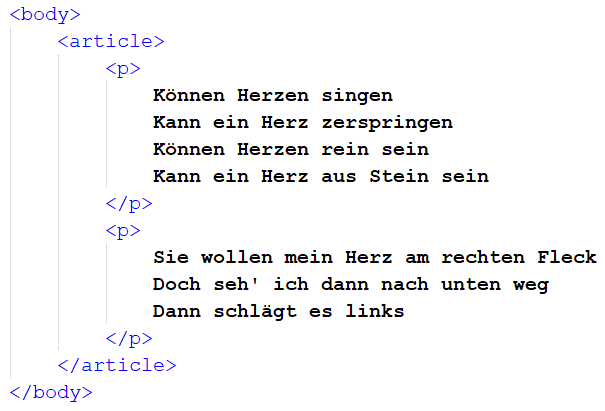 <body>
<article>
<p>
Können Herzen singen
Kann ein Herz zerspringen
Können Herzen rein sein
Kann ein Herz aus Stein sein
</p>
<p>
Sie wollen mein Herz am rechten Fleck
Doch seh' ich dann nach unten weg
Dann schlägt es links
</p>
</article>
</body>